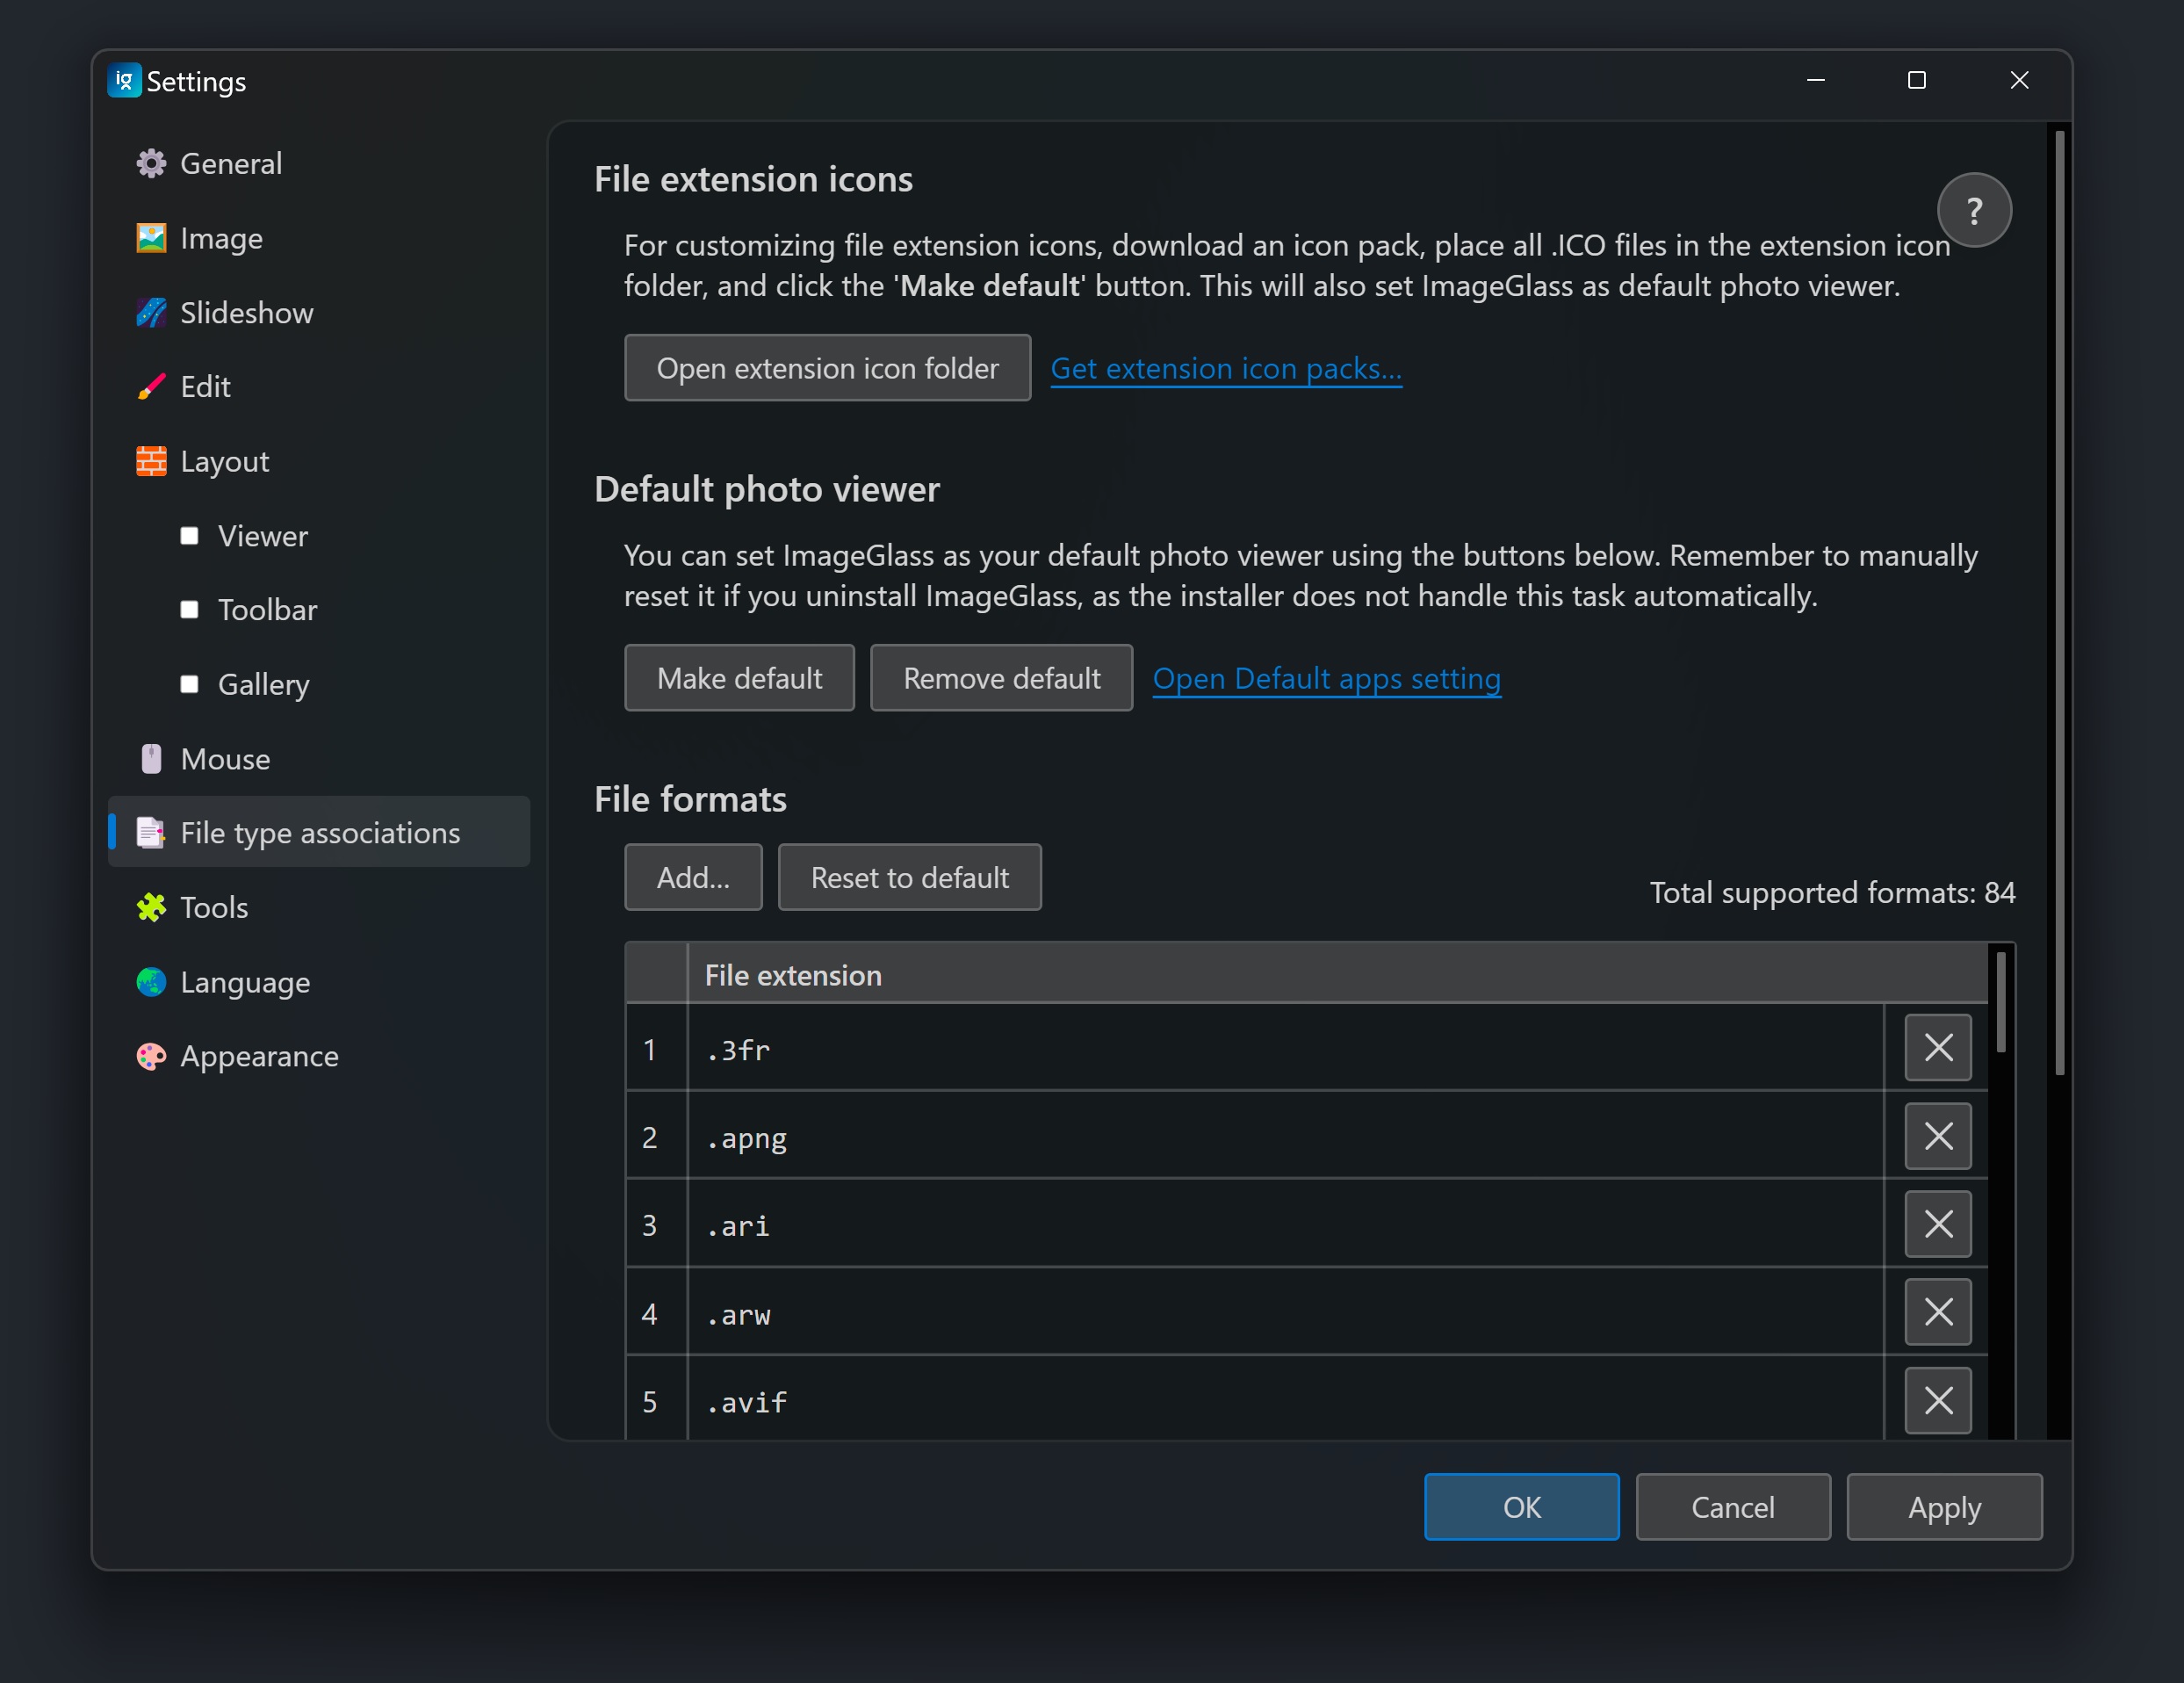 ig Settings
General
Image
Slideshow
Edit
Layout
Viewer
Toolbar
Gallery
Mouse
File type associations
Tools
Language
Appearance
File extension icons
?
For customizing file extension icons, download an icon pack, place all .ICO files in the extension icon
folder, and click the 'Make default' button. This will also set ImageGlass as default photo viewer.
Open extension icon folder Get extension icon packs...
Default photo viewer
You can set ImageGlass as your default photo viewer using the buttons below. Remember to manually
reset it if you uninstall ImageGlass, as the installer does not handle this task automatically.
Make default Remove default Open Default apps setting
File formats
Add... Reset to default
Total supported formats: 84
File extension
1 .3fr
2 .apng
3 .ari
4 .arw
5 .avif
OK Cancel Apply